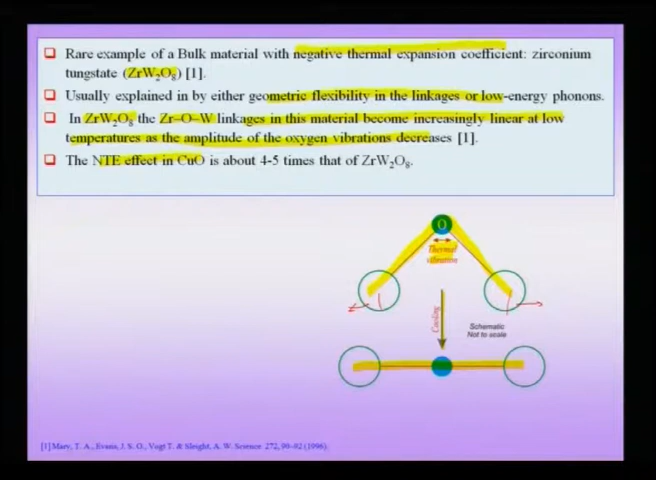 Rare example of a Bulk material with negative thermal expansion coefficient: zirconium
tungstate (ZrW₂O₈) [1].
Usually explained in by either geometric flexibility in the linkages or low-energy phonons.
In ZrW₂O₈ the Zr–O–W linkages in this material become increasingly linear at low
temperatures as the amplitude of the oxygen vibrations decreases [1].
The NTE effect in CuO is about 4-5 times that of ZrW₂O₈.
O
Thermal
vibration
Cooling
Schematic
Not to scale
[1] Mary, T. A., Evans, J. S. O., Vogt T. & Sleight, A. W. Science 272, 90–92 (1996).